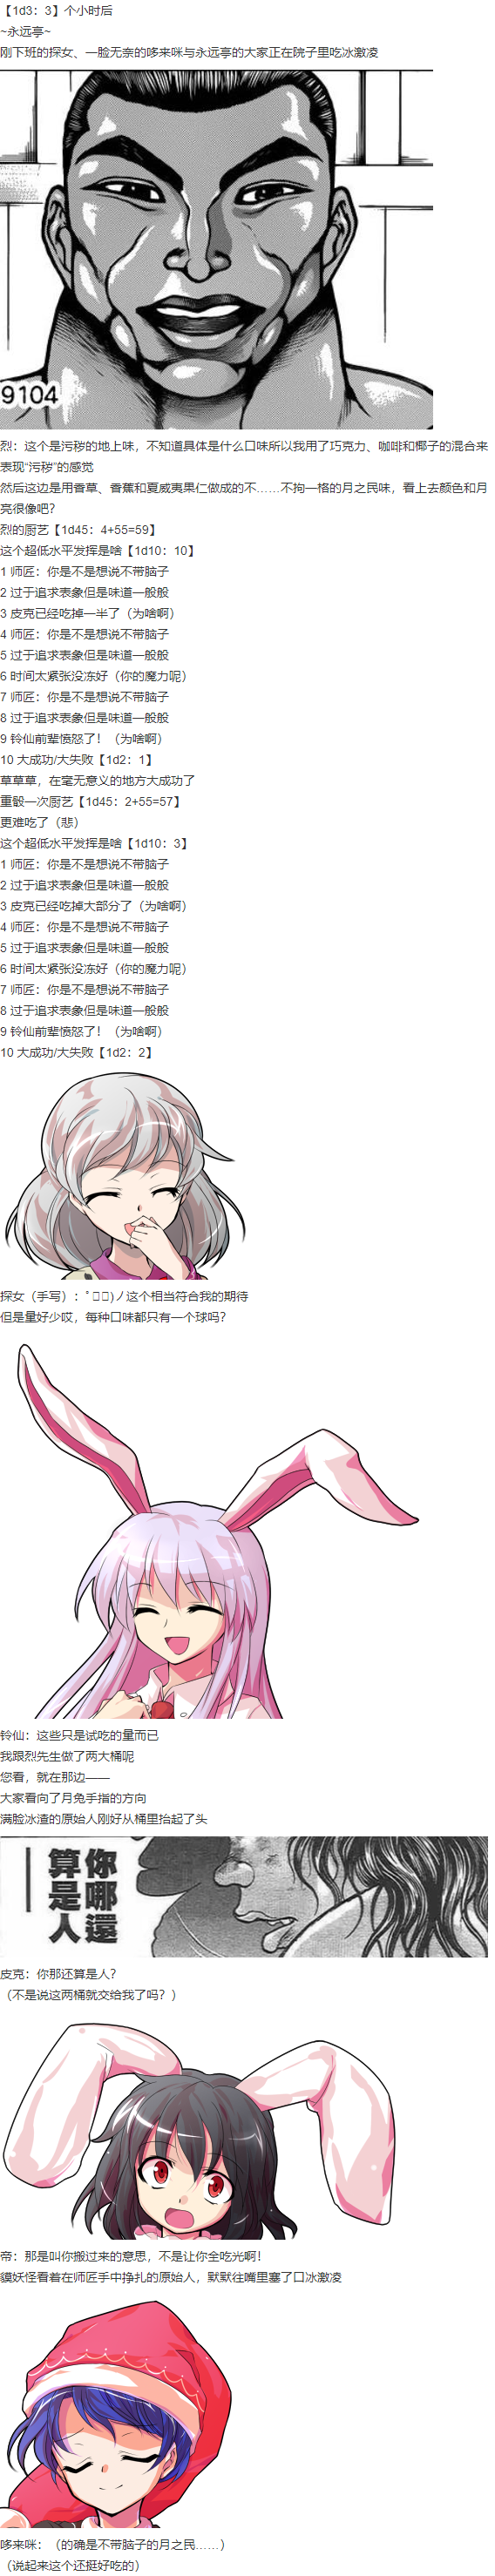 【1d3：3】个小时后
~永远亭~
刚下班的探女、一脸无奈的哆来咪与永远亭的大家正在院子里吃冰激凌
9104
烈：这个是污秽的地上味，不知道具体是什么口味所以我用了巧克力、咖啡和椰子的混合来
表现“污秽”的感觉
然后这边是用香草、香蕉和夏威夷果仁做成的不……不拘一格的月之民味，看上去颜色和月
亮很像吧？
烈的厨艺【1d45：4+55=59】
这个超低水平发挥是啥【1d10：10】
1 师匠：你是不是想说不带脑子
2 过于追求表象但是味道一般般
3 皮克已经吃掉一半了（为啥啊）
4 师匠：你是不是想说不带脑子
5 过于追求表象但是味道一般般
6 时间太紧张没冻好（你的魔力呢）
7 师匠：你是不是想说不带脑子
8 过于追求表象但是味道一般般
9 铃仙前辈愤怒了！（为啥啊）
10 大成功/大失败【1d2：1】
草草草，在毫无意义的地方大成功了
重骰一次厨艺【1d45：2+55=57】
更难吃了（悲）
这个超低水平发挥是啥【1d10：3】
1 师匠：你是不是想说不带脑子
2 过于追求表象但是味道一般般
3 皮克已经吃掉大部分了（为啥啊）
4 师匠：你是不是想说不带脑子
5 过于追求表象但是味道一般般
6 时间太紧张没冻好（你的魔力呢）
7 师匠：你是不是想说不带脑子
8 过于追求表象但是味道一般般
9 铃仙前辈愤怒了！（为啥啊）
10 大成功/大失败【1d2：2】
探女（手写）：ﾟ)ノ这个相当符合我的期待
但是量好少哎，每种口味都只有一个球吗？
铃仙：这些只是试吃的量而已
我跟烈先生做了两大桶呢
您看，就在那边——
大家看向了月兔手指的方向
满脸冰渣的原始人刚好从桶里抬起了头
你哪還
算是人
——
皮克：你那还算是人？
（不是说这两桶就交给我了吗？）
帝：那是叫你搬过来的意思，不是让你全吃光啊！
貘妖怪看着在师匠手中挣扎的原始人，默默往嘴里塞了口冰激凌
哆来咪：（的确是不带脑子的月之民……）
（说起来这个还挺好吃的）